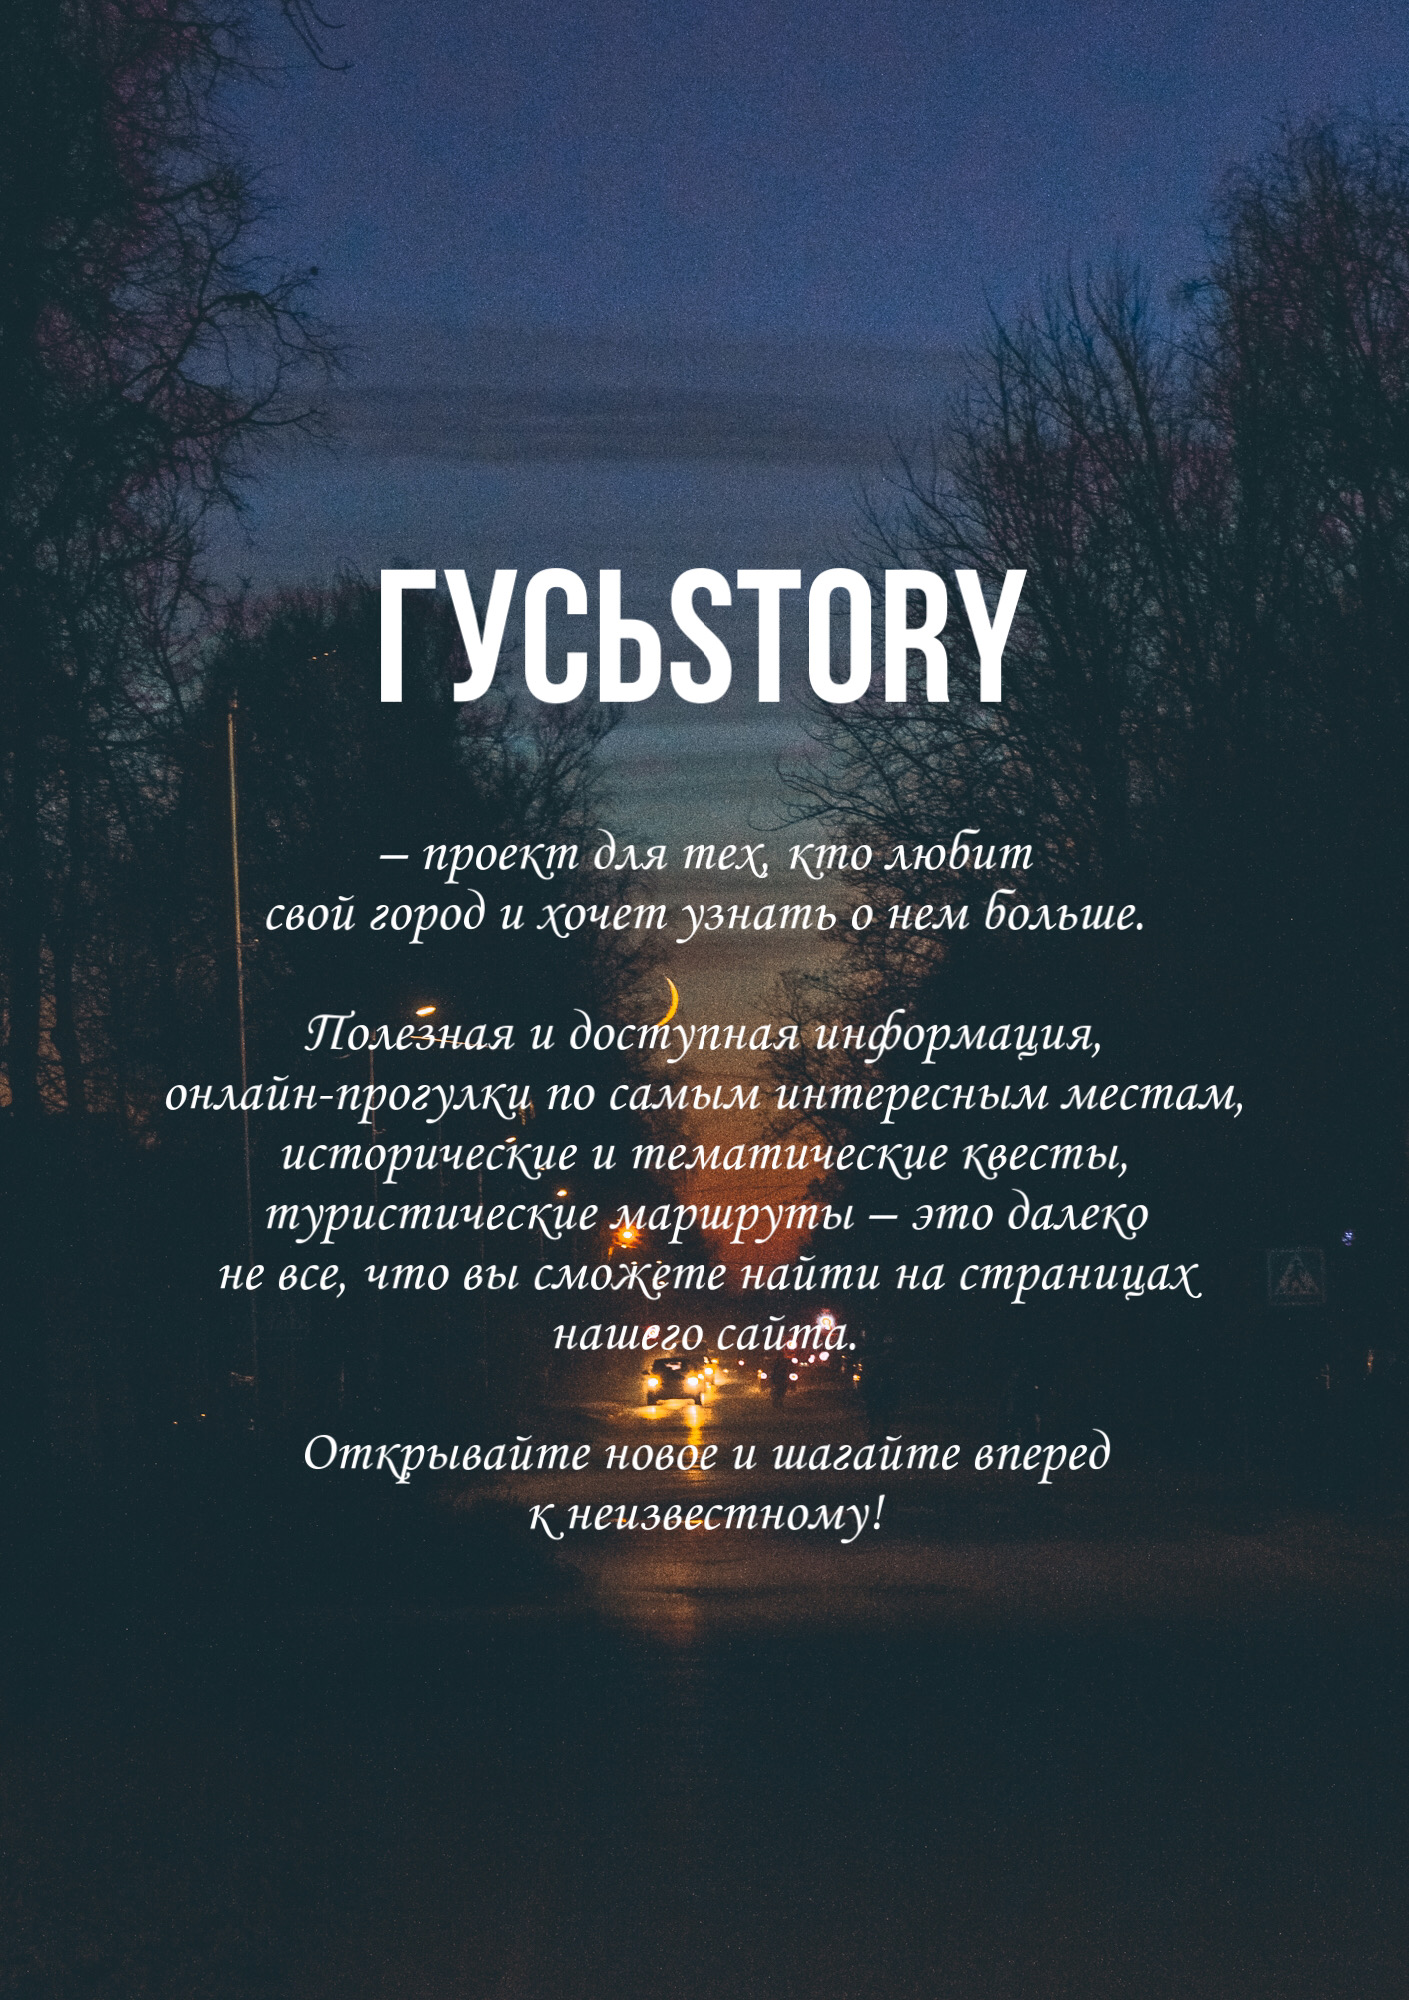 ГУСЬSTORY
– проект для тех, кто любит
свой город и хочет узнать о нем больше.
Полезная и доступная информация,
онлайн-прогулки по самым интересным местам,
исторические и тематические квесты,
туристические маршруты – это далеко
не все, что вы сможете найти на страницах
нашего сайта.
Открывайте новое и шагайте вперед
к неизвестному!